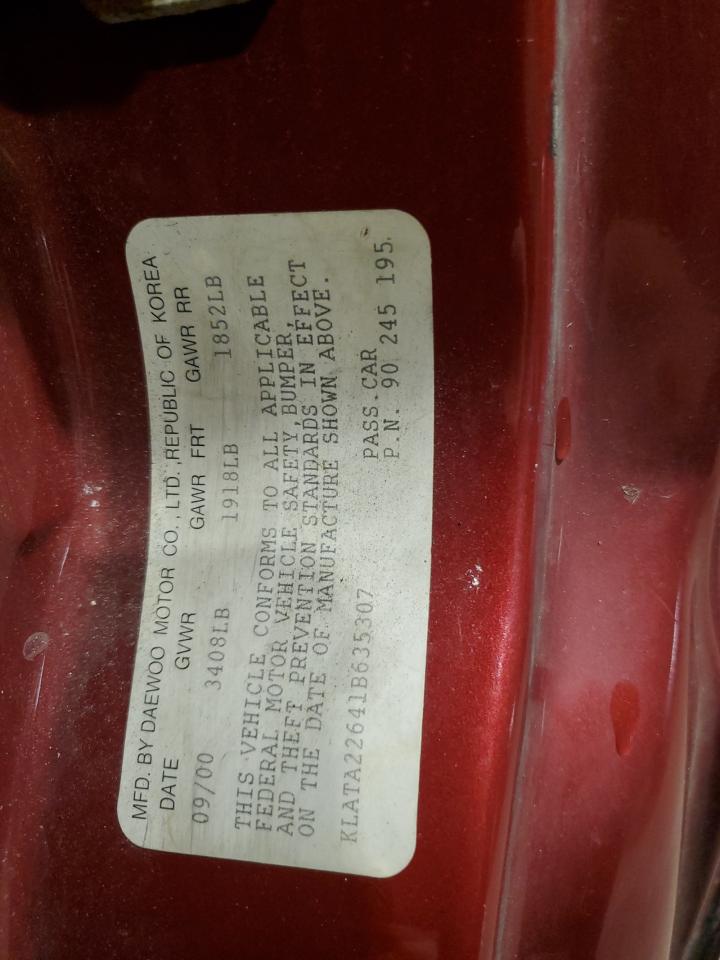 MFD. BY DAEWOO MOTOR CO., LTD., REPUBLIC OF KOREA
DATE GVWR GAWR FRT GAWR RR
09/00 3408LB 1918LB 1852LB
THIS VEHICLE CONFORMS TO ALL APPLICABLE
FEDERAL MOTOR VEHICLE SAFETY, BUMPER,
AND THEFT PREVENTION STANDARDS IN EFFECT
ON THE DATE OF MANUFACTURE SHOWN ABOVE.
KLATA22641B635307 PASS.CAR
P.N. 90 245 195